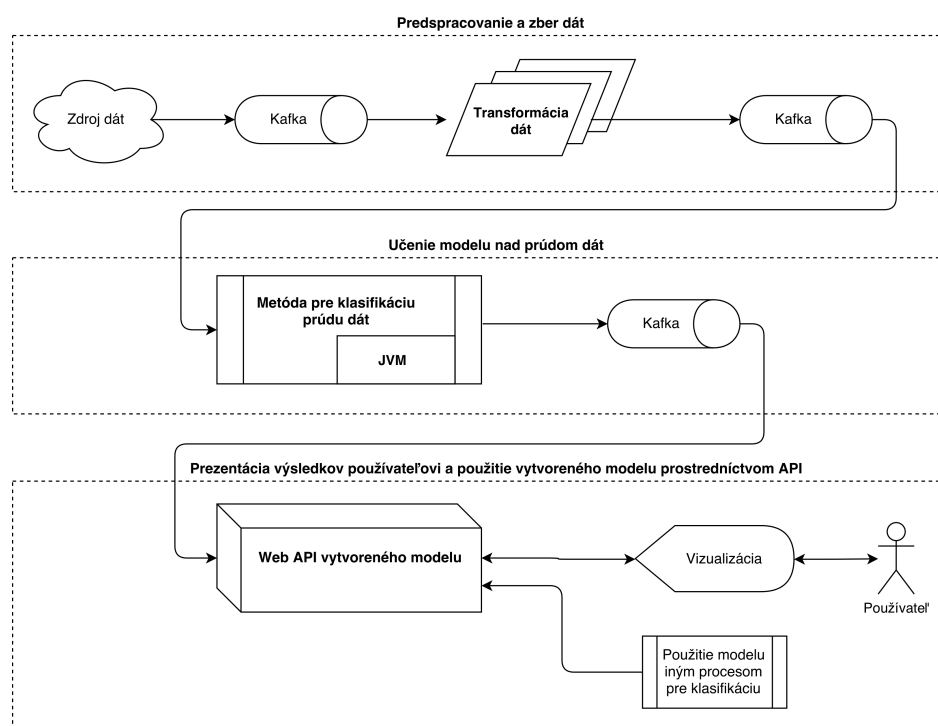 Predspracovanie a zber dát
Zdroj dát
Kafka
Transformácia
dát
Kafka
Učenie modelu nad prúdom dát
Metóda pre klasifikáciu
prúdu dát
JVM
Kafka
Prezentácia výsledkov používateľovi a použitie vytvoreného modelu prostredníctvom API
Web API vytvoreného modelu
Vizualizácia
Používateľ
Použitie modelu
iným procesom
pre klasifikáciu